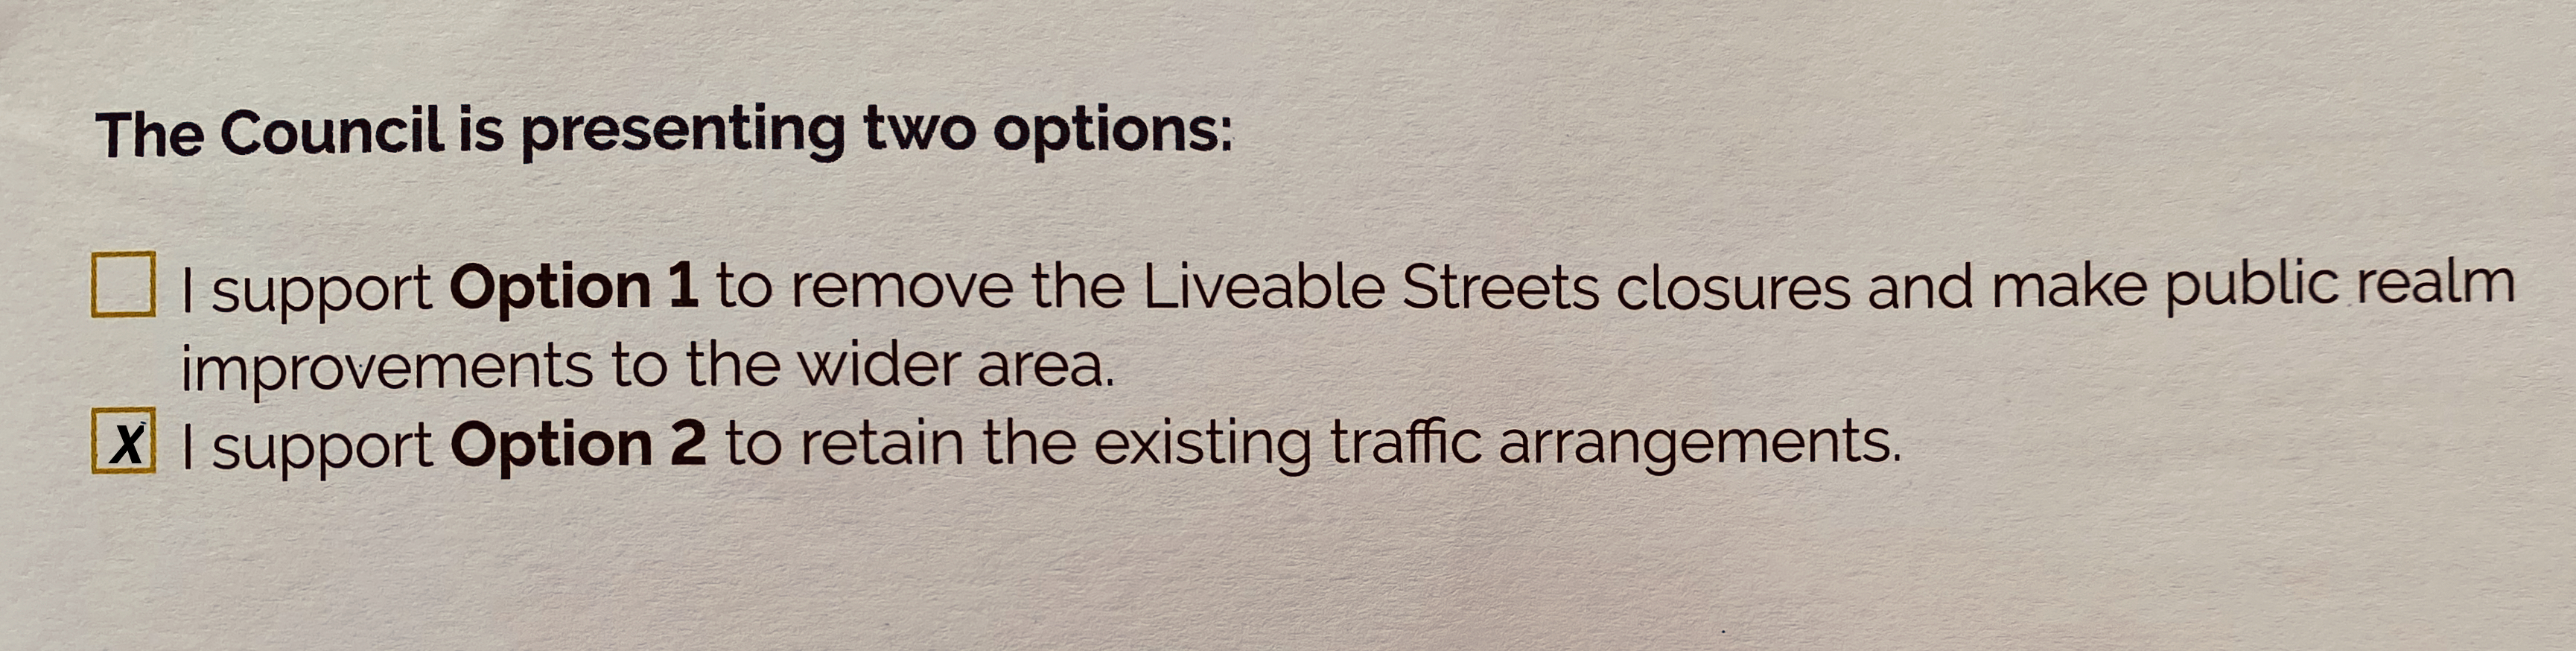 The Council is presenting two options:
I support Option 1 to remove the Liveable Streets closures and make public realm
improvements to the wider area.
X I support Option 2 to retain the existing traffic arrangements.